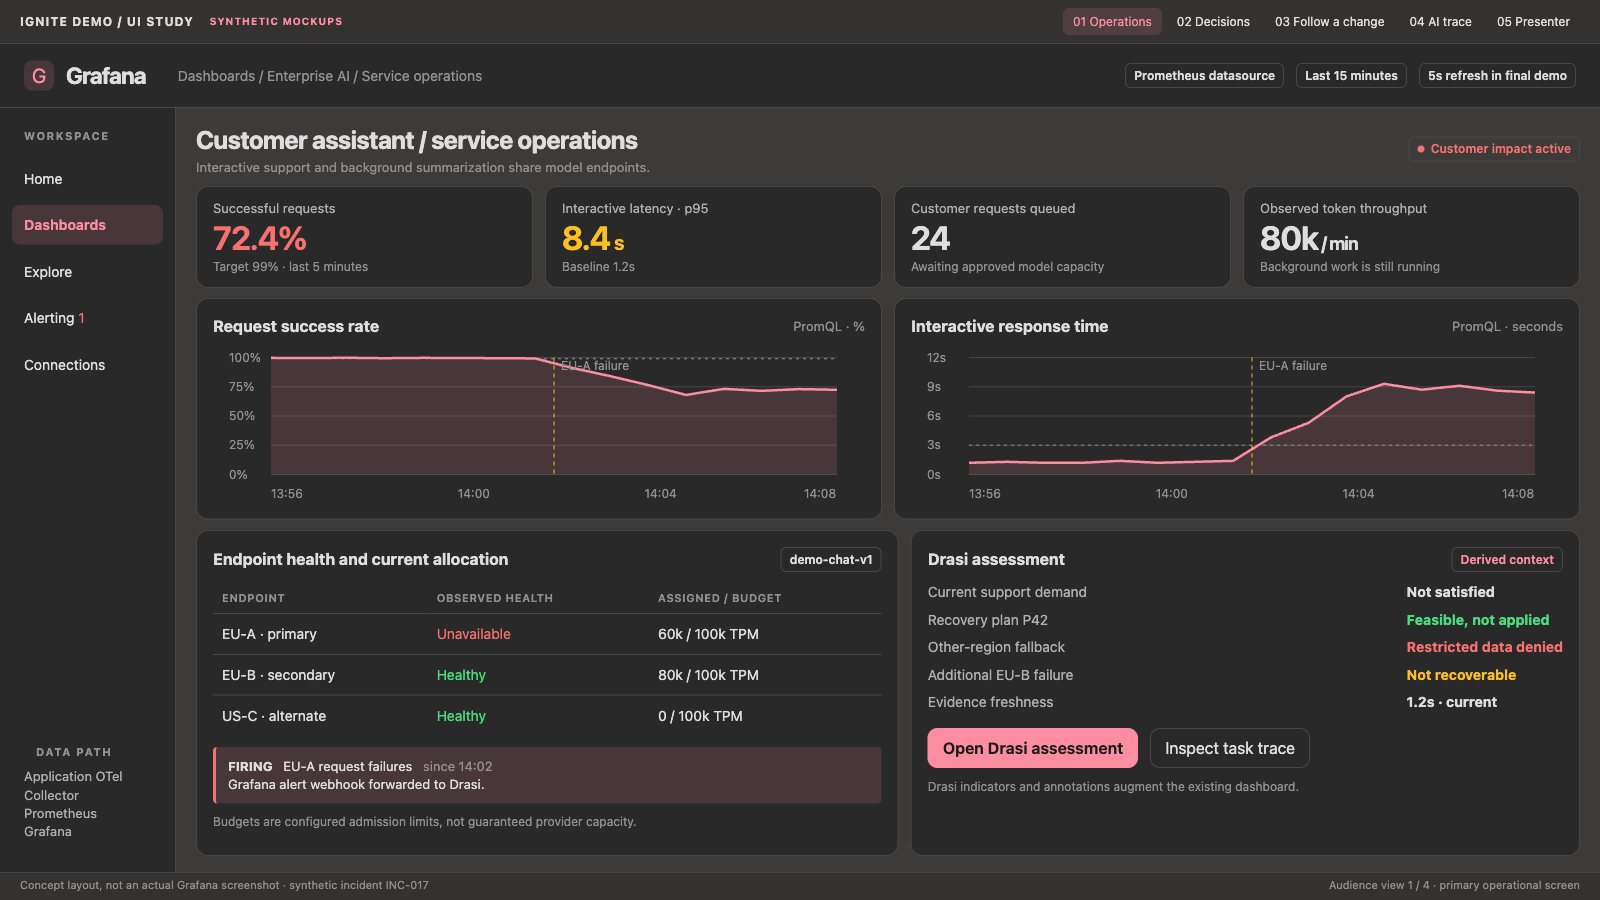 IGNITE DEMO / UI STUDY SYNTHETIC MOCKUPS 01 Operations 02 Decisions 03 Follow a change 04 AI trace 05 Presenter
G Grafana Dashboards / Enterprise AI / Service operations Prometheus datasource Last 15 minutes 5s refresh in final demo
WORKSPACE
Home
Dashboards
Explore
Alerting 1
Connections
DATA PATH
Application OTel
Collector
Prometheus
Grafana
Customer assistant / service operations
Interactive support and background summarization share model endpoints.
Customer impact active
Successful requests
72.4%
Target 99% · last 5 minutes
Interactive latency · p95
8.4 s
Baseline 1.2s
Customer requests queued
24
Awaiting approved model capacity
Observed token throughput
80k / min
Background work is still running
Request success rate PromQL · %
100%
EU-A failure
75%
50%
25%
0%
13:56 14:00 14:04 14:08
Interactive response time PromQL · seconds
12s
EU-A failure
9s
6s
3s
0s
13:56 14:00 14:04 14:08
Endpoint health and current allocation demo-chat-v1
ENDPOINT OBSERVED HEALTH ASSIGNED / BUDGET
EU-A · primary Unavailable 60k / 100k TPM
EU-B · secondary Healthy 80k / 100k TPM
US-C · alternate Healthy 0 / 100k TPM
FIRING EU-A request failures since 14:02
Grafana alert webhook forwarded to Drasi.
Budgets are configured admission limits, not guaranteed provider capacity.
Drasi assessment Derived context
Current support demand Not satisfied
Recovery plan P42 Feasible, not applied
Other-region fallback Restricted data denied
Additional EU-B failure Not recoverable
Evidence freshness 1.2s · current
Open Drasi assessment Inspect task trace
Drasi indicators and annotations augment the existing dashboard.
Concept layout, not an actual Grafana screenshot · synthetic incident INC-017 Audience view 1 / 4 · primary operational screen